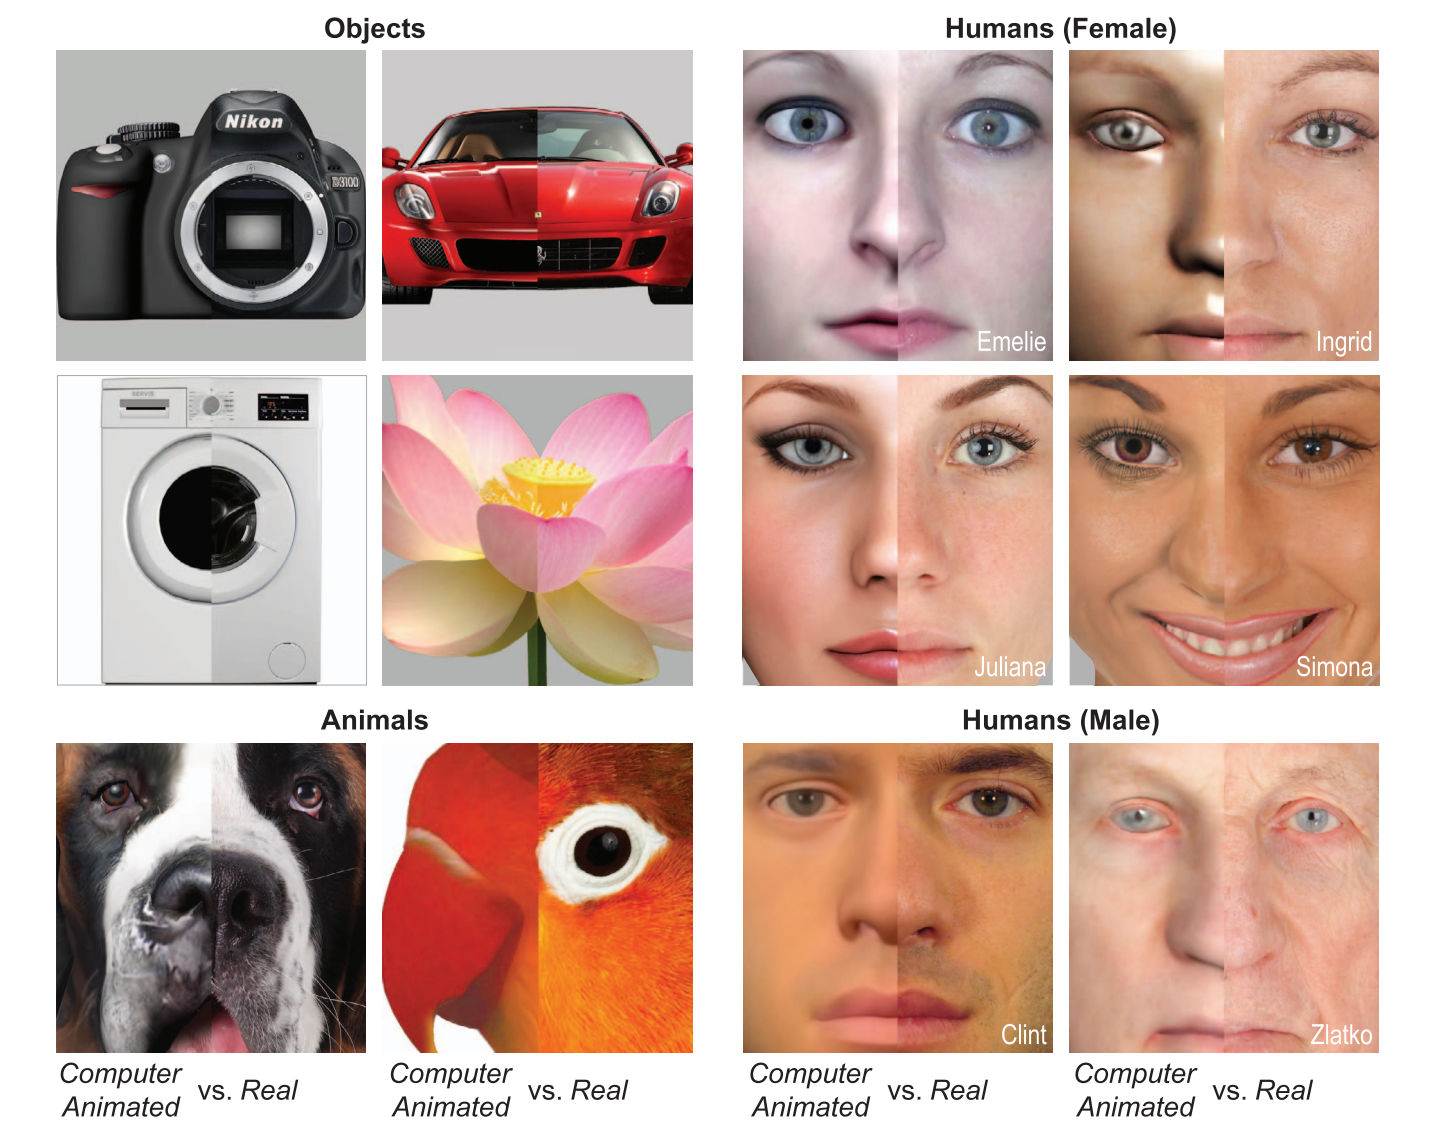 Objects
Humans (Female)
Nikon
D3100
Emelie
Ingrid
SERVIS
Juliana
Simona
Animals
Humans (Male)
Clint
Zlatko
Computer Animated vs. Real
Computer Animated vs. Real
Computer Animated vs. Real
Computer Animated vs. Real